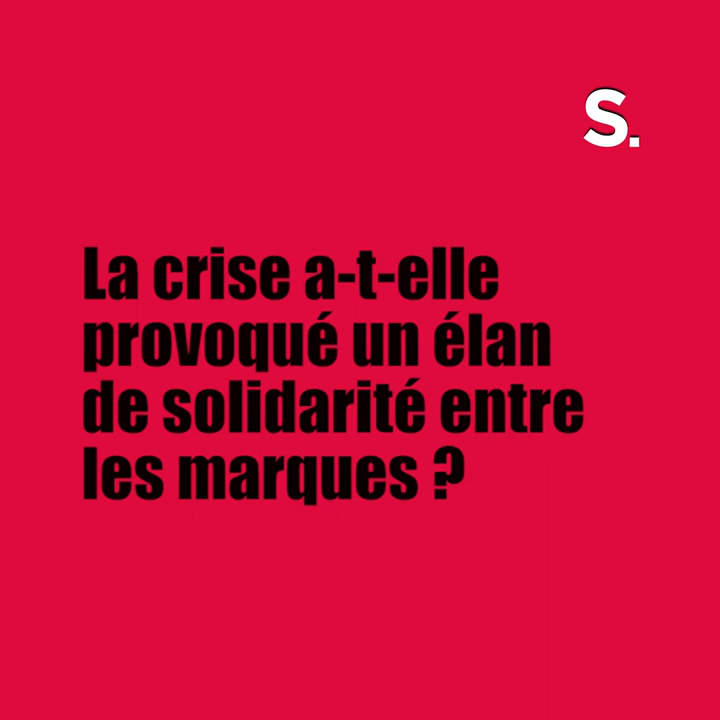 S.
La crise a-t-elle
provoqué un élan
de solidarité entre
les marques ?